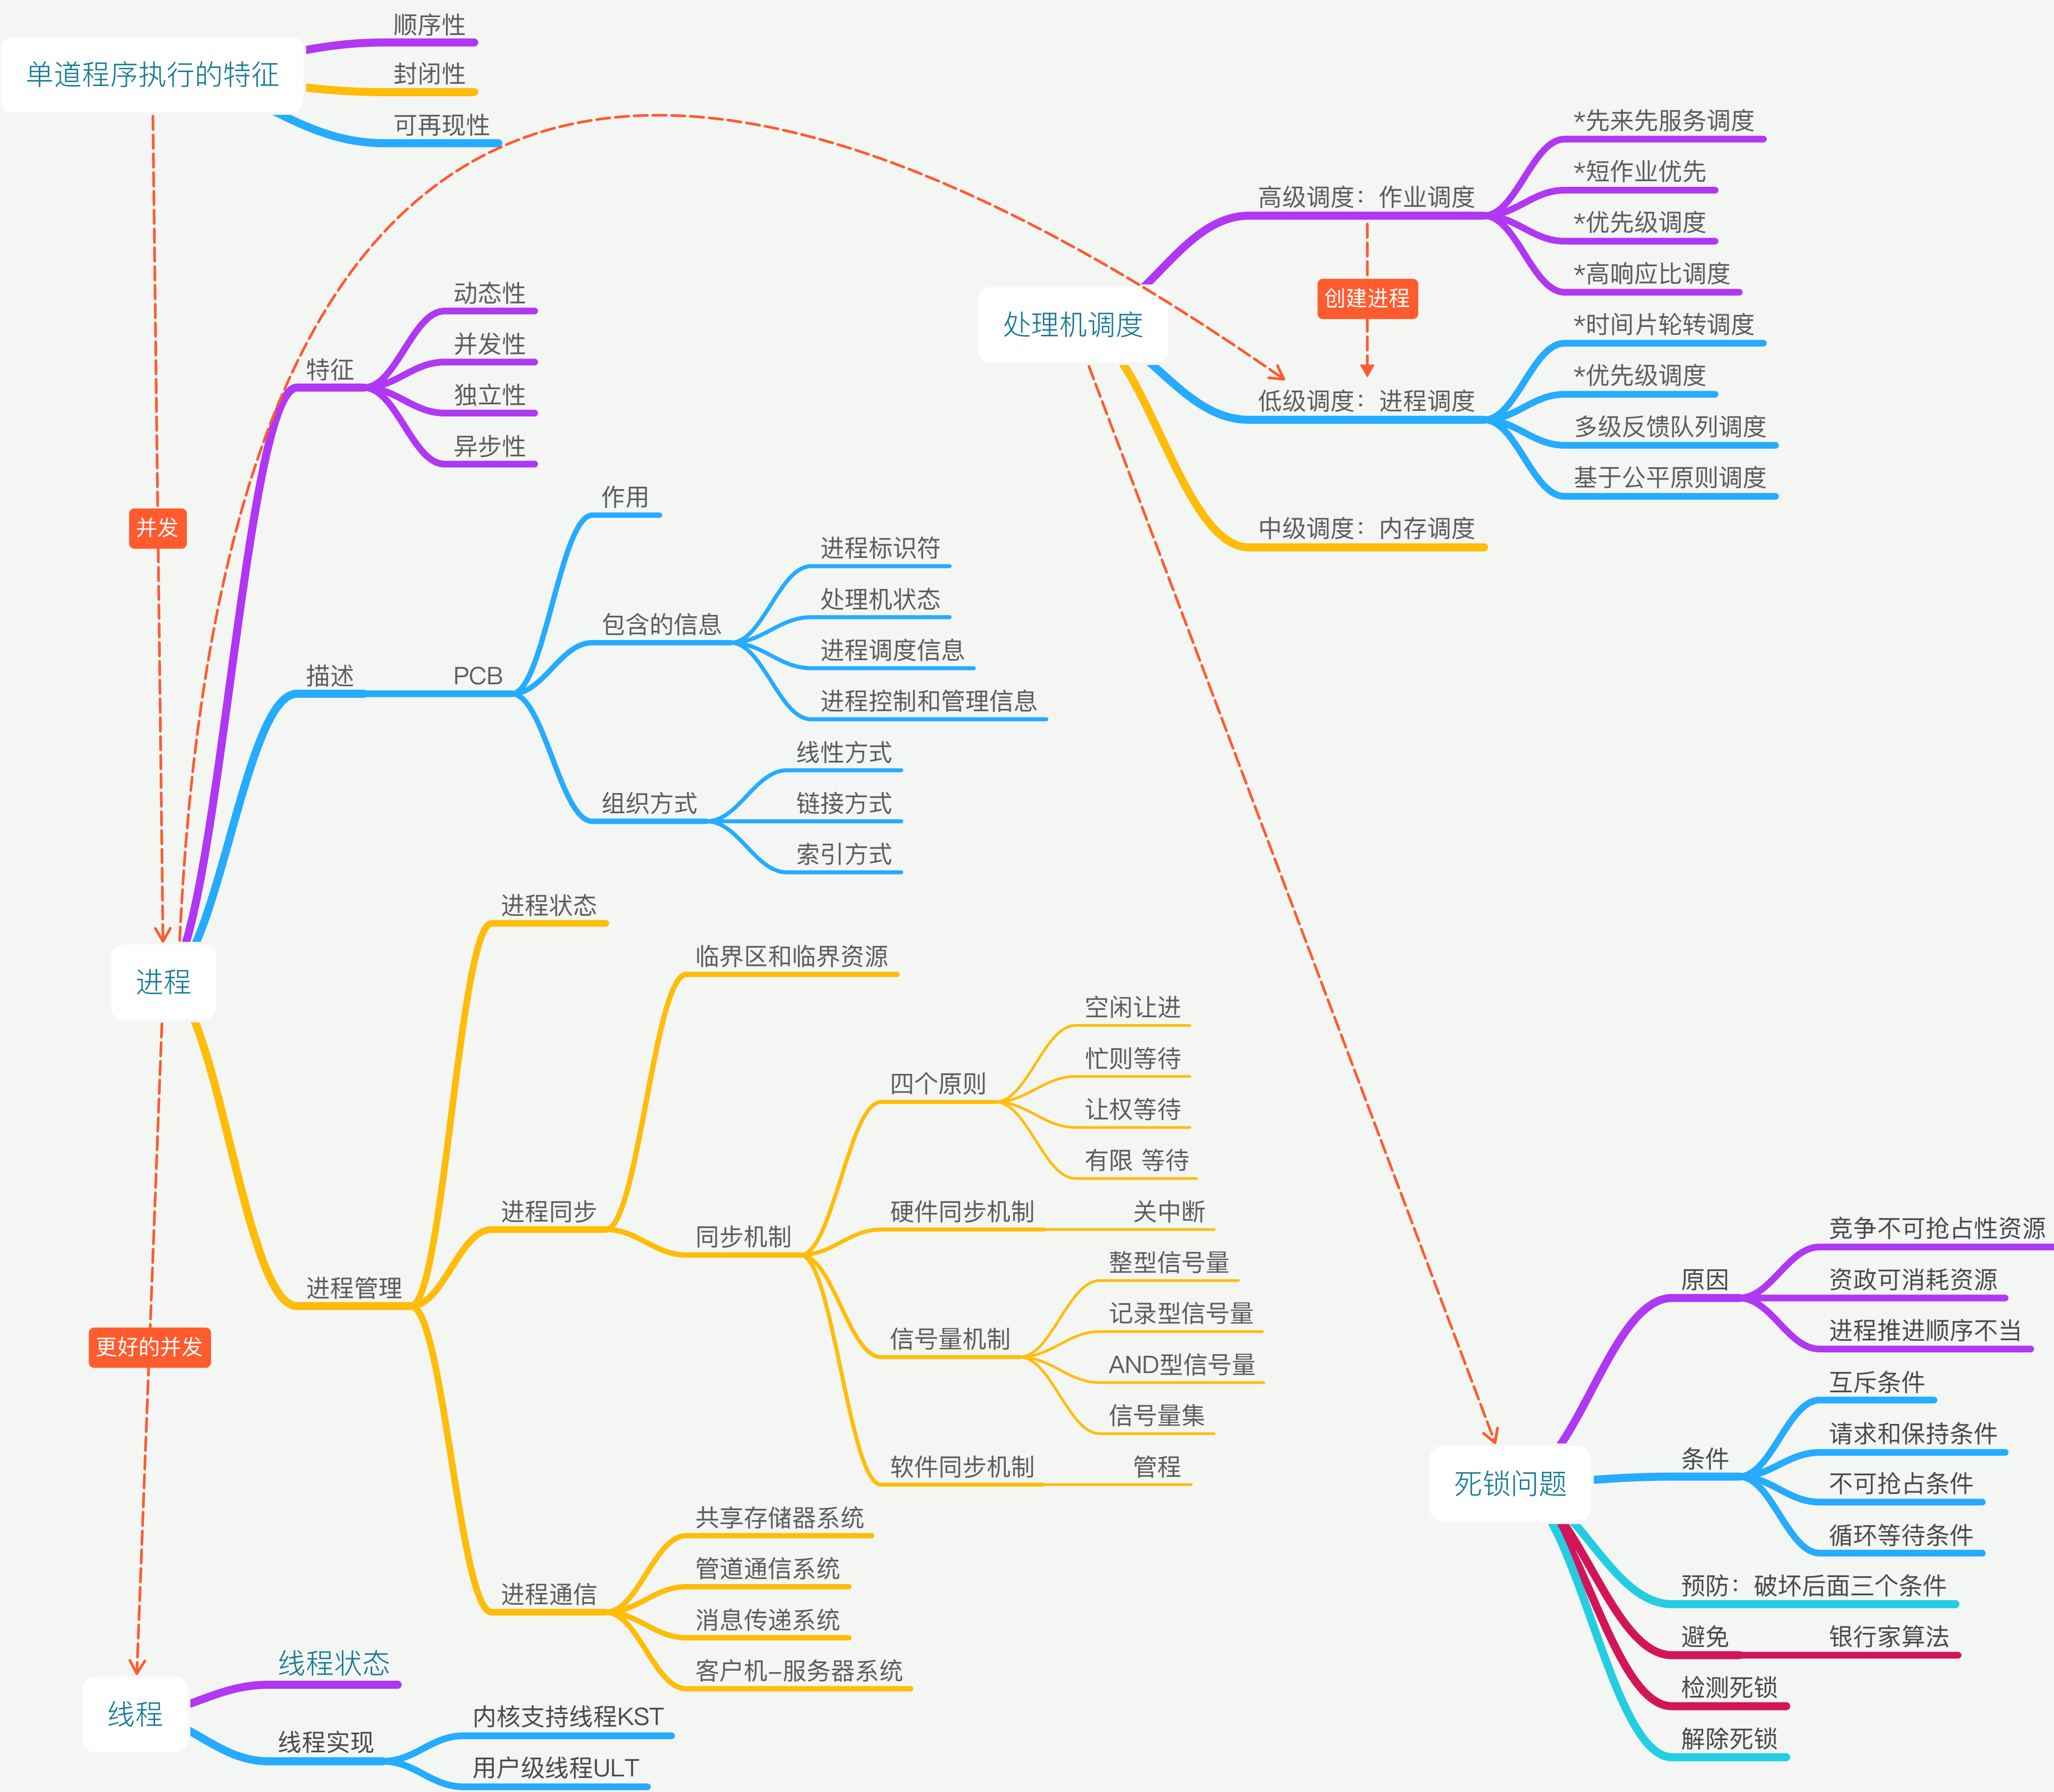 单道程序执行的特征
顺序性
封闭性
可再现性
并发
进程
特征
动态性
并发性
独立性
异步性
描述
PCB
作用
包含的信息
进程标识符
处理机状态
进程调度信息
进程控制和管理信息
组织方式
线性方式
链接方式
索引方式
进程管理
进程状态
进程同步
临界区和临界资源
同步机制
四个原则
空闲让进
忙则等待
让权等待
有限 等待
硬件同步机制
关中断
信号量机制
整型信号量
记录型信号量
AND型信号量
信号量集
软件同步机制
管程
进程通信
共享存储器系统
管道通信系统
消息传递系统
客户机-服务器系统
更好的并发
线程
线程状态
线程实现
内核支持线程KST
用户级线程ULT
处理机调度
高级调度：作业调度
*先来先服务调度
*短作业优先
*优先级调度
*高响应比调度
创建进程
低级调度：进程调度
*时间片轮转调度
*优先级调度
多级反馈队列调度
基于公平原则调度
中级调度：内存调度
死锁问题
原因
竞争不可抢占性资源
资政可消耗资源
进程推进顺序不当
条件
互斥条件
请求和保持条件
不可抢占条件
循环等待条件
预防：破坏后面三个条件
避免
银行家算法
检测死锁
解除死锁